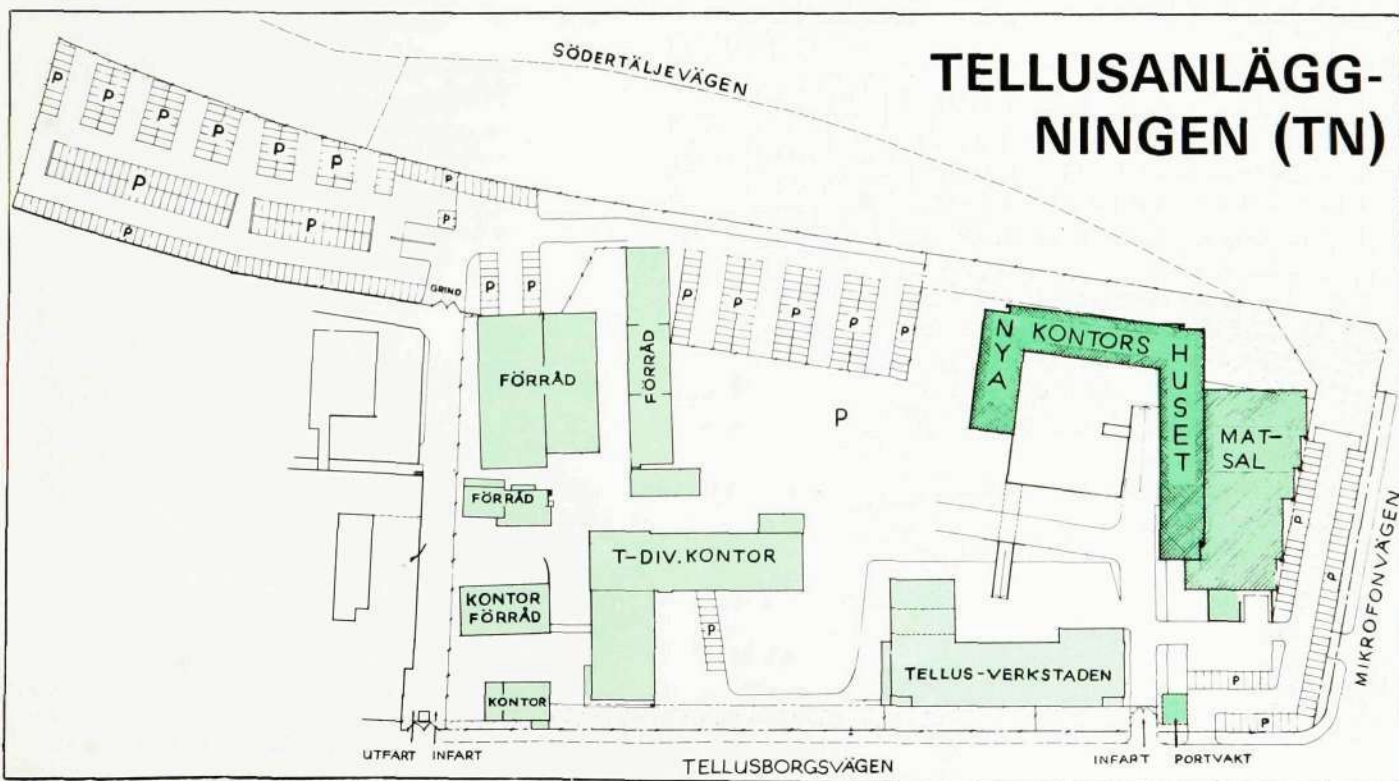 TELLUSANLÄGG-
NINGEN (TN)
SÖDERTÄLJEVÄGEN
P
P
P
P
P
P
P
P
P
P
P
GRIND
P
P
P
P
P
P
P
FÖRRÅD
FÖRRÅD
P
NYA KONTORS HUSET
MAT-
SAL
FÖRRÅD
T-DIV. KONTOR
KONTOR
FÖRRÅD
P
P
P
MIKROFONVÄGEN
TELLUS-VERKSTADEN
KONTOR
P
P
UTFART
INFART
TELLUSBORGSVÄGEN
INFART
PORTVAKT